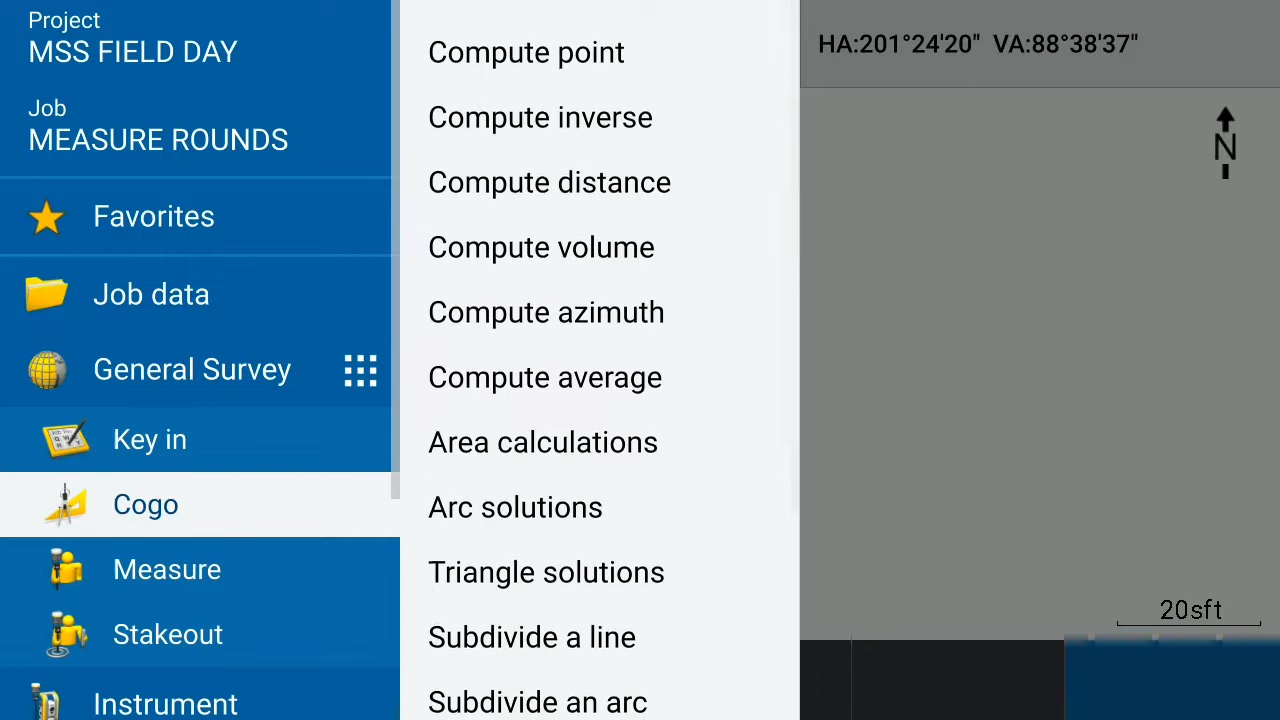 Project
MSS FIELD DAY
Job
MEASURE ROUNDS
Favorites
Job data
General Survey
Key in
Cogo
Measure
Stakeout
Instrument
Compute point
Compute inverse
Compute distance
Compute volume
Compute azimuth
Compute average
Area calculations
Arc solutions
Triangle solutions
Subdivide a line
Subdivide an arc
HA:201°24'20" VA:88°38'37"
N
20sft